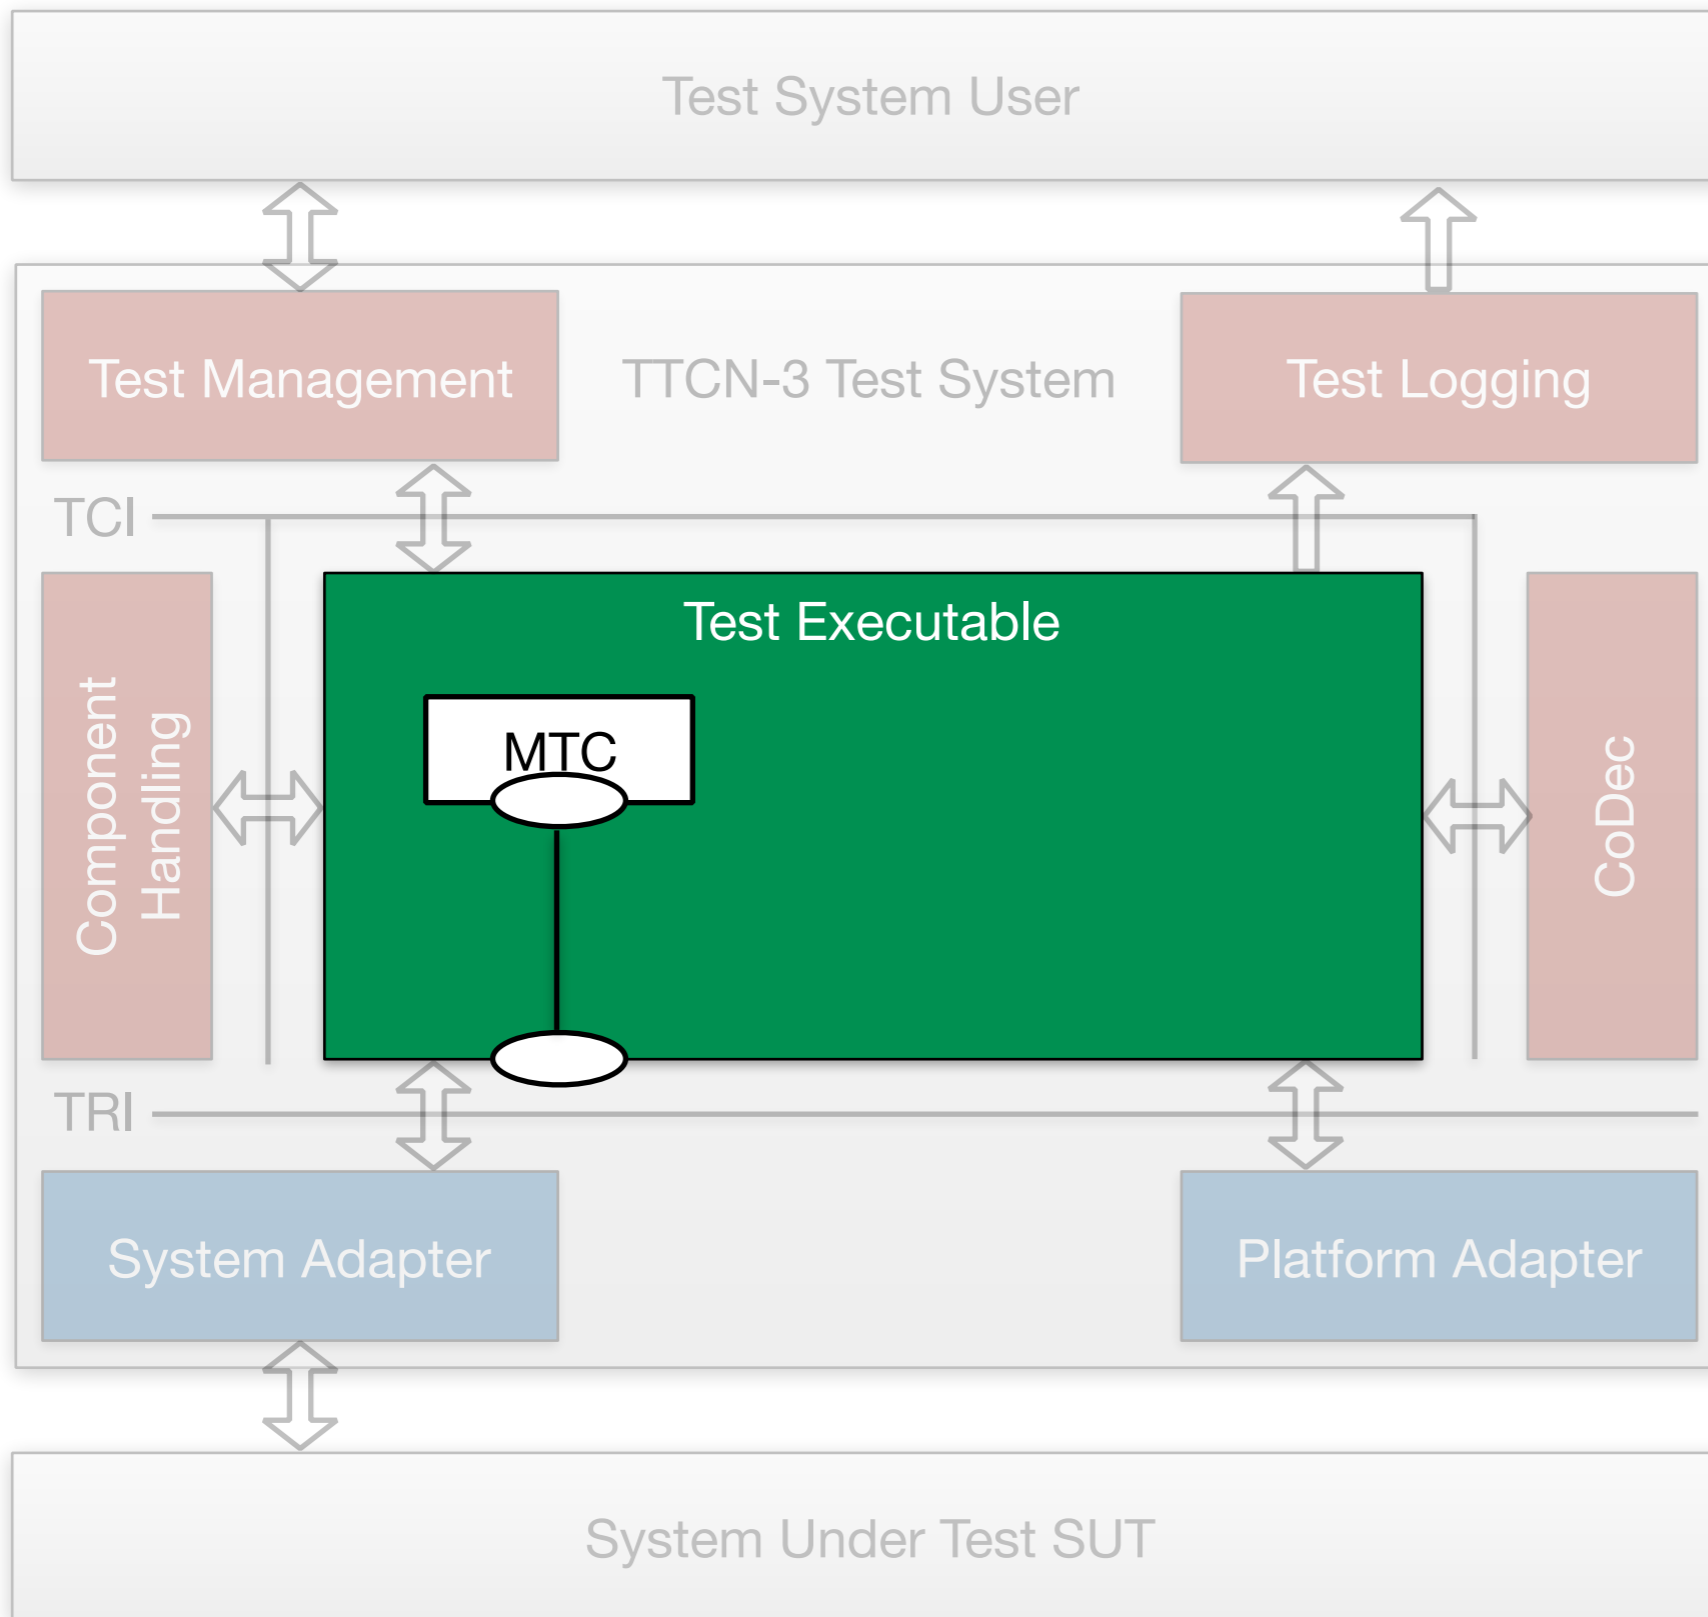 Test System User
Test Management
TTCN-3 Test System
Test Logging
TCI
Test Executable
Component
Handling
MTC
CoDec
TRI
System Adapter
Platform Adapter
System Under Test SUT